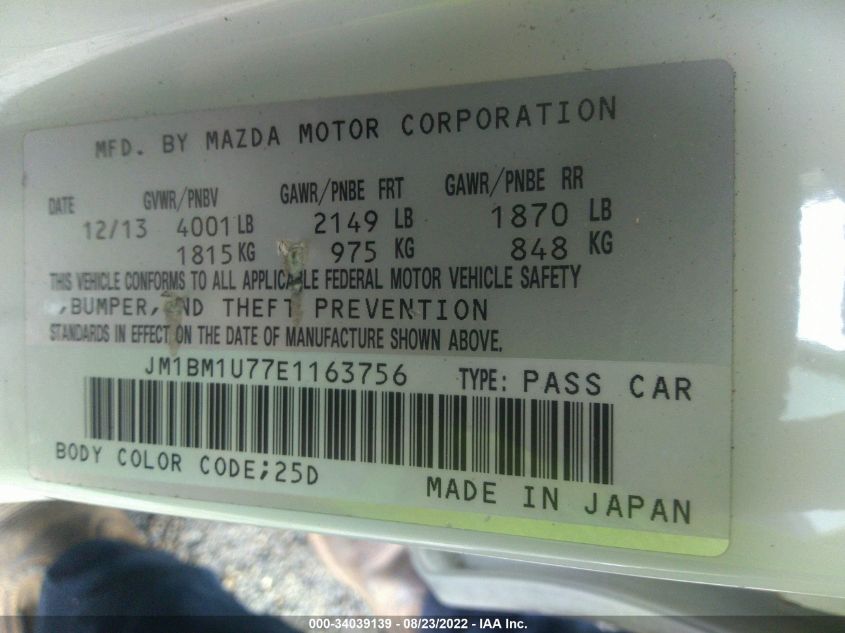 MFD. BY MAZDA MOTOR CORPORATION
DATE GVWR/PNBV GAWR/PNBE FRT GAWR/PNBE RR
12/13 4001 LB 2149 LB 1870 LB
1815 KG 975 KG 848 KG
THIS VEHICLE CONFORMS TO ALL APPLICABLE FEDERAL MOTOR VEHICLE SAFETY
,BUMPER, ND THEFT PREVENTION
STANDARDS IN EFFECT ON THE DATE OF MANUFACTURE SHOWN ABOVE.
JM1BM1U77E1163756 TYPE: PASS CAR
BODY COLOR CODE;25D
MADE IN JAPAN
000-34039139 - 08/23/2022 - IAA Inc.